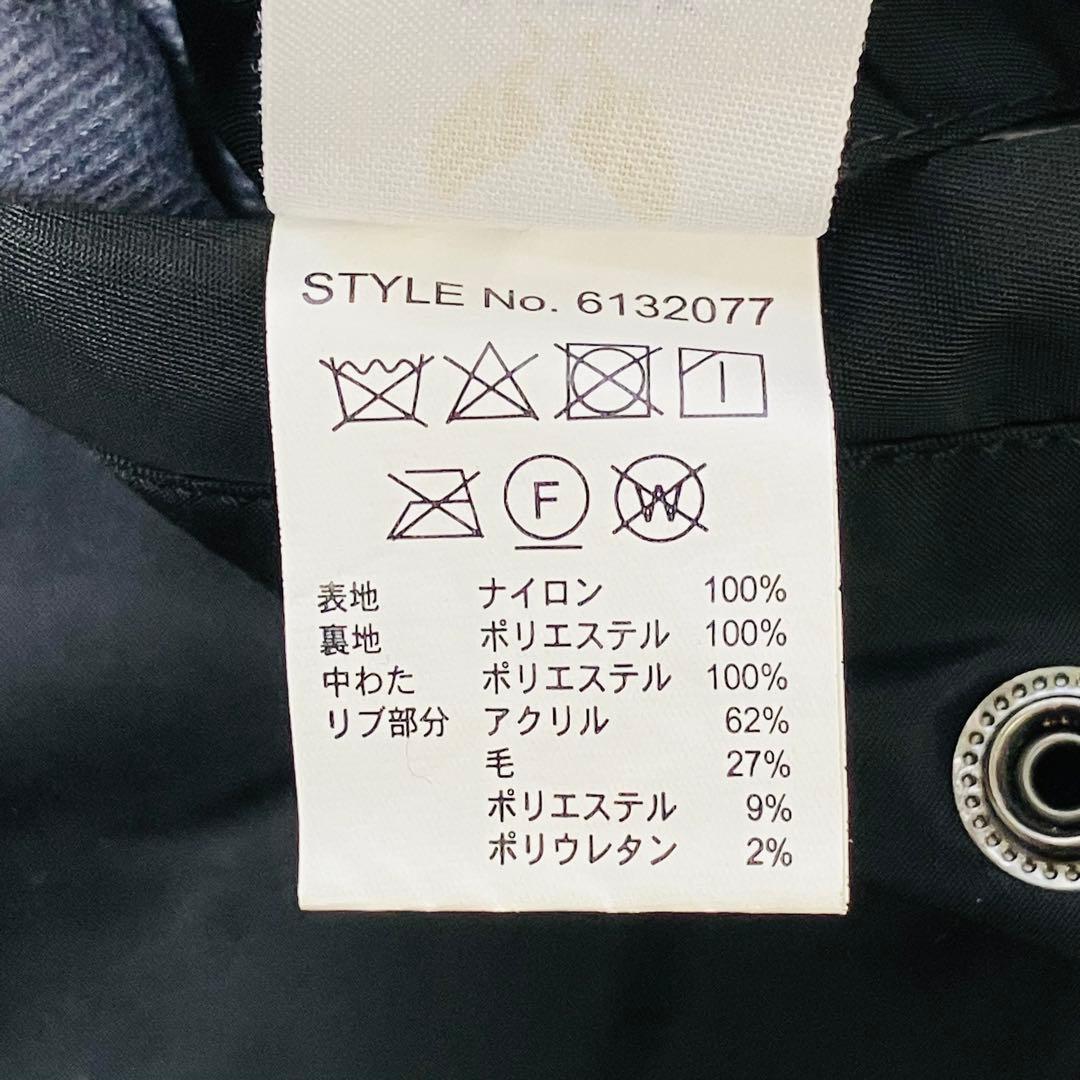 STYLE No. 6132077
F
W
表地 ナイロン 100%
裏地 ポリエステル 100%
中わた ポリエステル 100%
リブ部分 アクリル 62%
毛 27%
ポリエステル 9%
ポリウレタン 2%